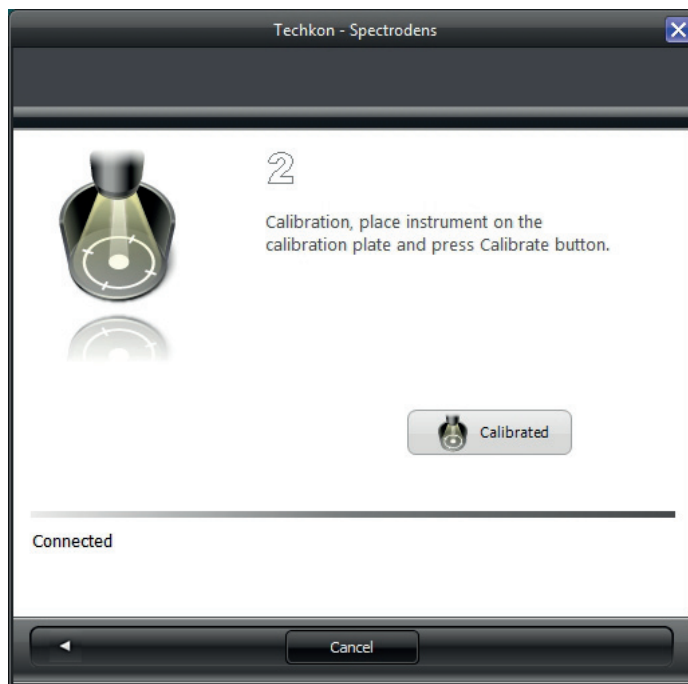 Techkon - Spectrodens
2
Calibration, place instrument on the
calibration plate and press Calibrate button.
Calibrated
Connected
Cancel